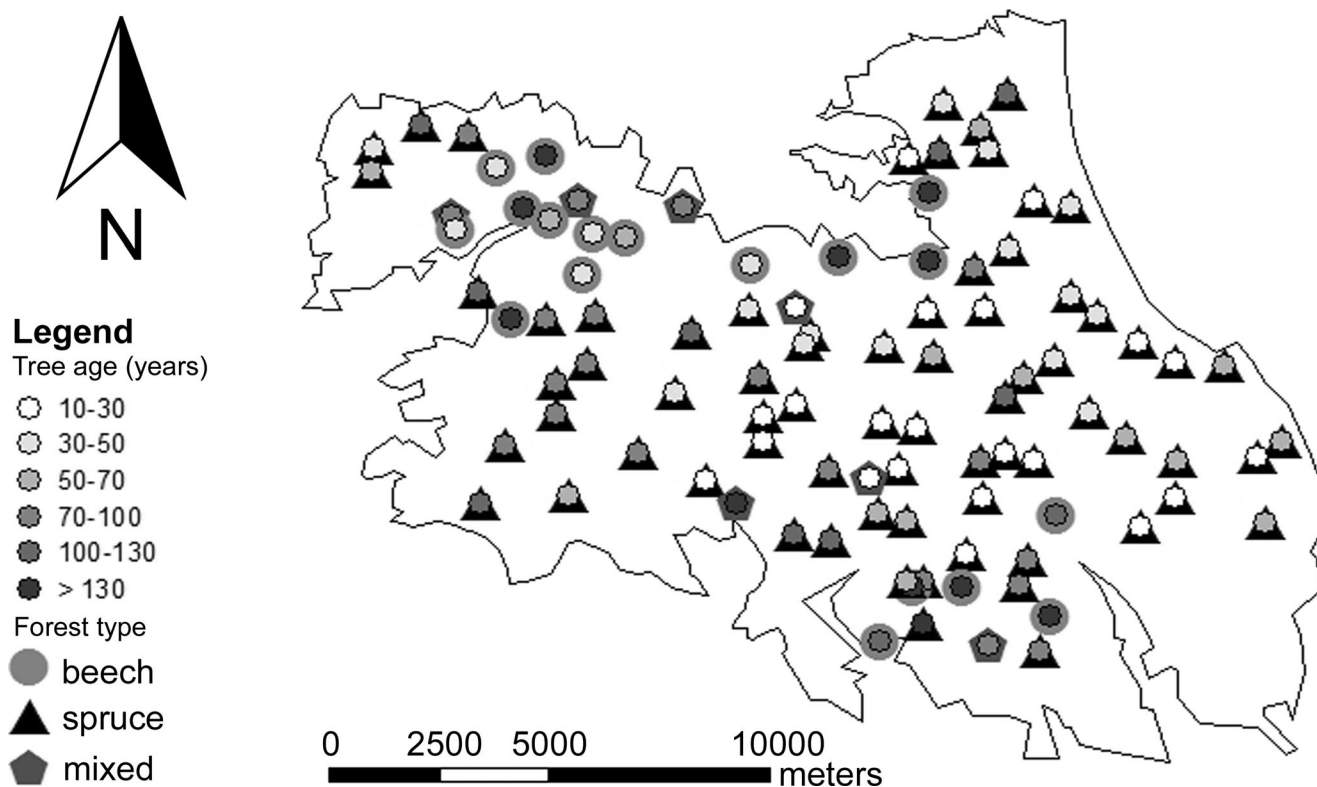 N
Legend
Tree age (years)
10-30
30-50
50-70
70-100
100-130
> 130
Forest type
beech
spruce
mixed
0 2500 5000 10000
meters